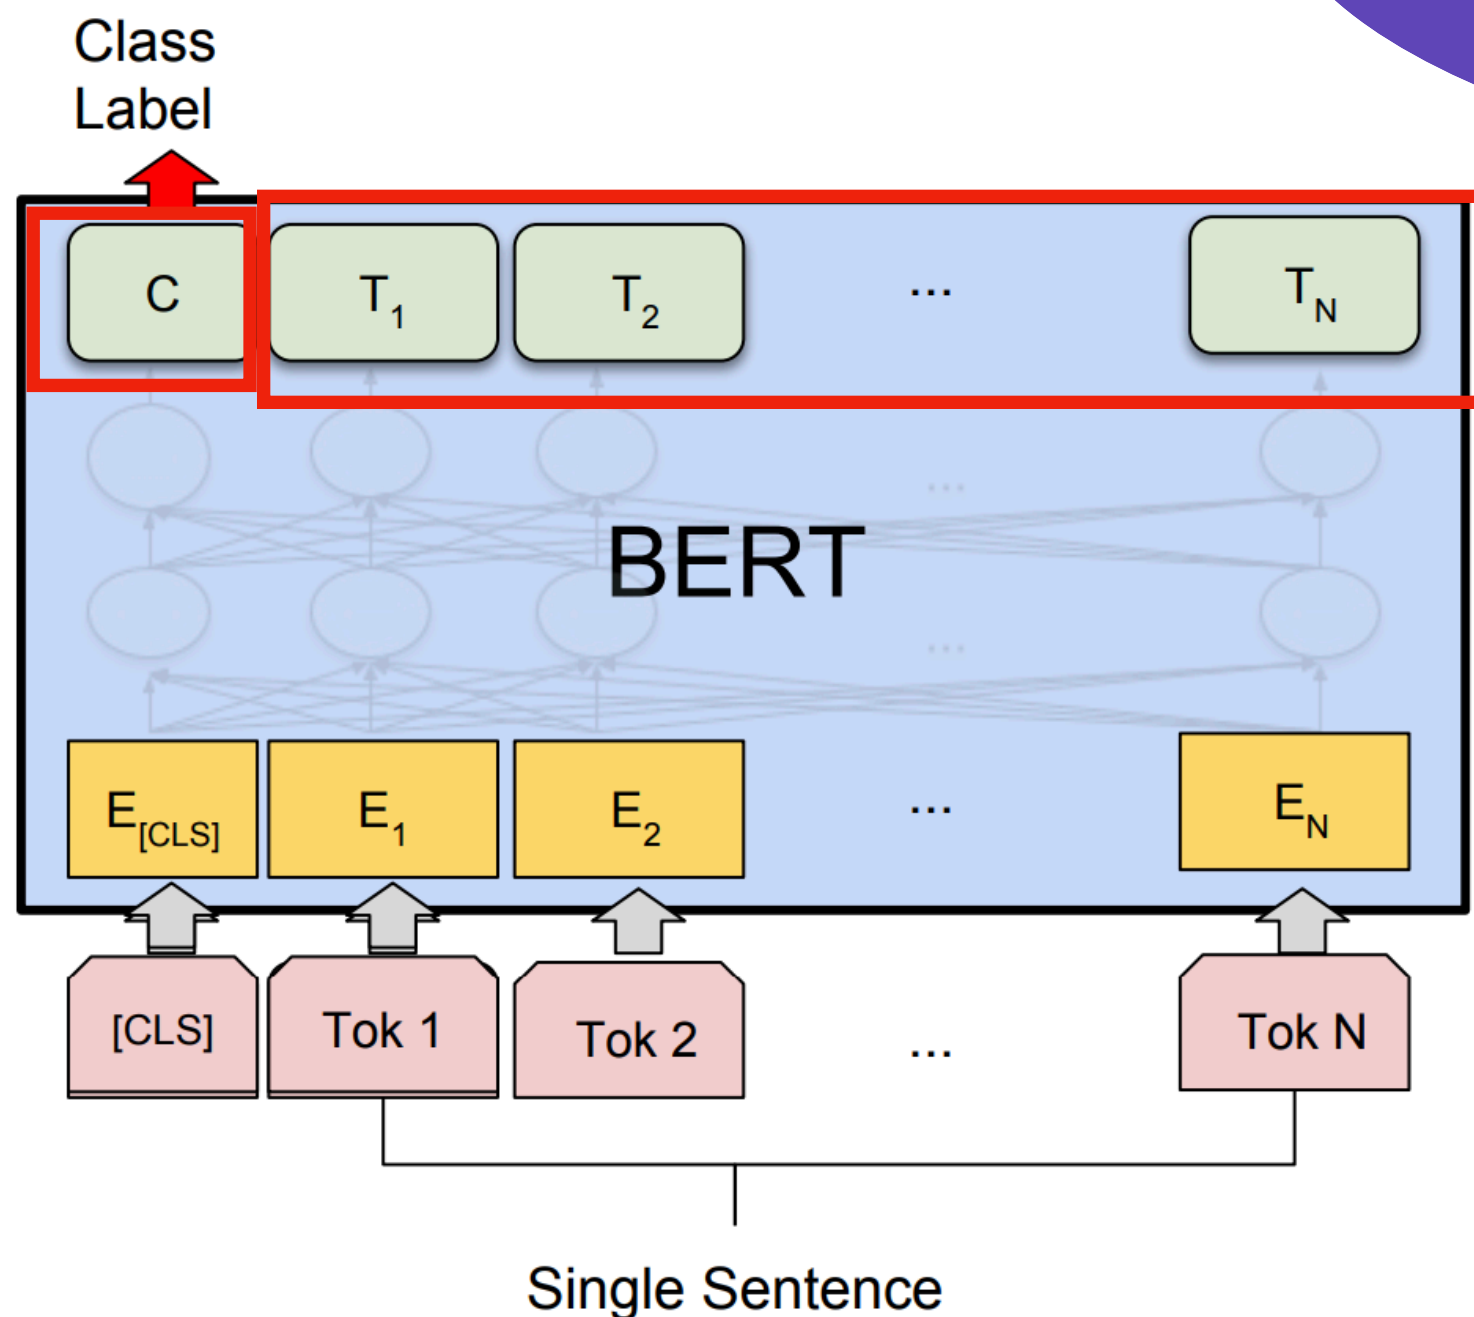 Class
Label
C T1 T2 ... TN
...
BERT
...
E[CLS] E1 E2 ... EN
[CLS] Tok 1 Tok 2 ... Tok N
Single Sentence